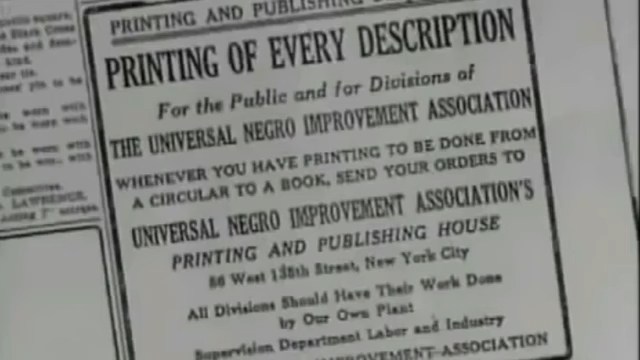 PRINTING AND PUBLISHING
PRINTING OF EVERY DESCRIPTION
For the Public and for Divisions of
THE UNIVERSAL NEGRO IMPROVEMENT ASSOCIATION
WHENEVER YOU HAVE PRINTING TO BE DONE FROM
A CIRCULAR TO A BOOK, SEND YOUR ORDERS TO
UNIVERSAL NEGRO IMPROVEMENT ASSOCIATION'S
PRINTING AND PUBLISHING HOUSE
56 West 135th Street, New York City
All Divisions Should Have Their Work Done
by Our Own Plant
Supervision Department Labor and Industry
IMPROVEMENT ASSOCIATION
LAWRENCE,